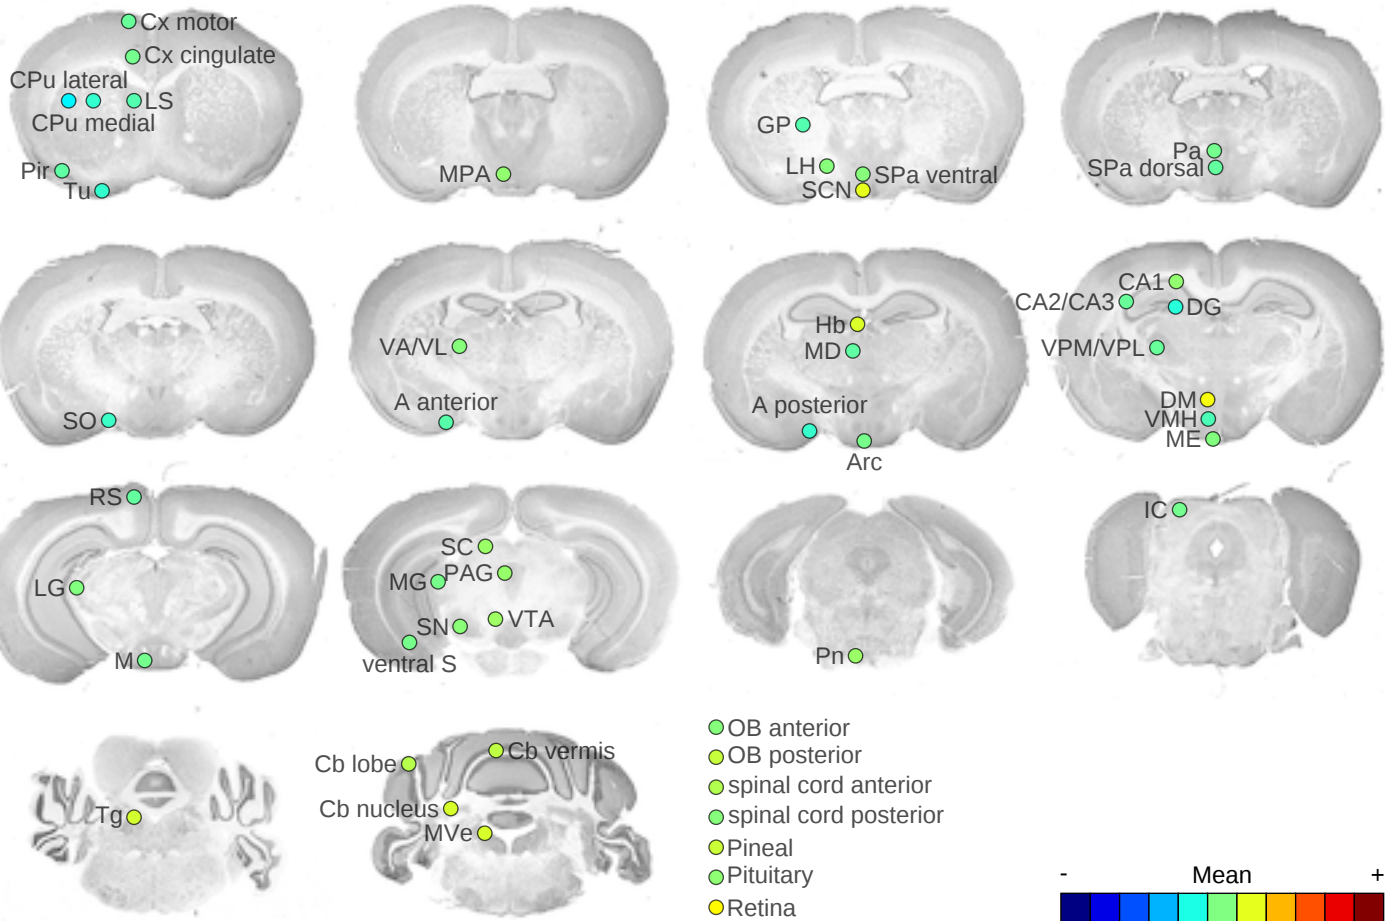 Cx motor
Cx cingulate
CPu lateral
LS
CPu medial
Pir
Tu
MPA
GP
LH
SPa ventral
SCN
Pa
SPa dorsal
SO
VA/VL
A anterior
Hb
MD
A posterior
Arc
CA1
CA2/CA3
DG
VPM/VPL
DM
VMH
ME
RS
LG
M
SC
MG
PAG
SN
VTA
ventral S
Pn
IC
Tg
Cb lobe
Cb vermis
Cb nucleus
MVe
OB anterior
OB posterior
spinal cord anterior
spinal cord posterior
Pineal
Pituitary
Retina
- Mean +